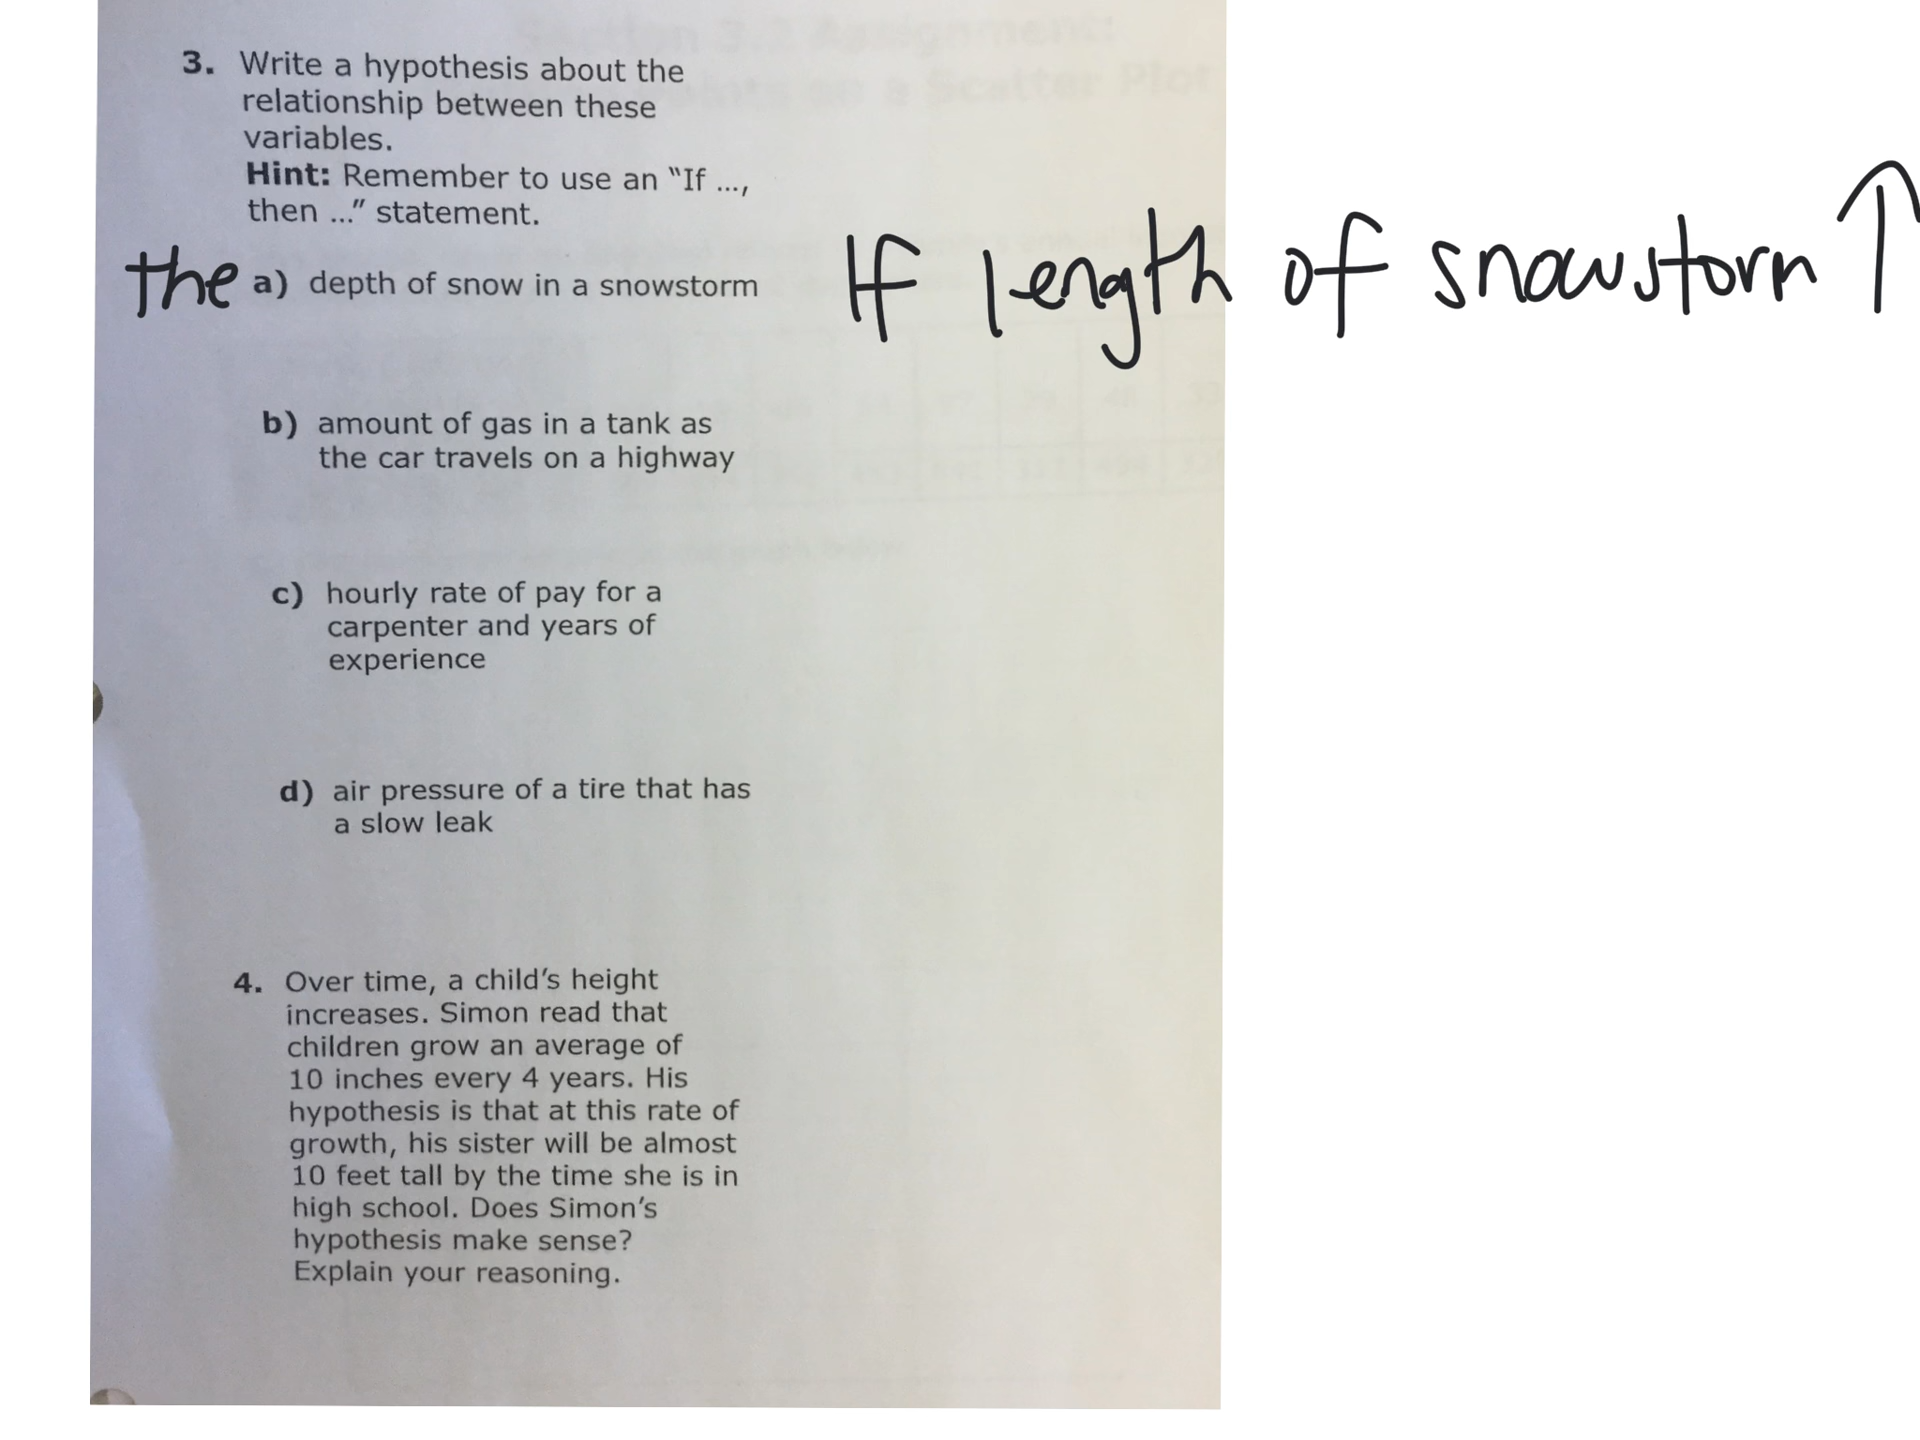 3. Write a hypothesis about the
relationship between these
variables.
Hint: Remember to use an “If ...,
then ...” statement.
the a) depth of snow in a snowstorm If length of snowstorm ↑
b) amount of gas in a tank as
the car travels on a highway
c) hourly rate of pay for a
carpenter and years of
experience
d) air pressure of a tire that has
a slow leak
4. Over time, a child’s height
increases. Simon read that
children grow an average of
10 inches every 4 years. His
hypothesis is that at this rate of
growth, his sister will be almost
10 feet tall by the time she is in
high school. Does Simon’s
hypothesis make sense?
Explain your reasoning.